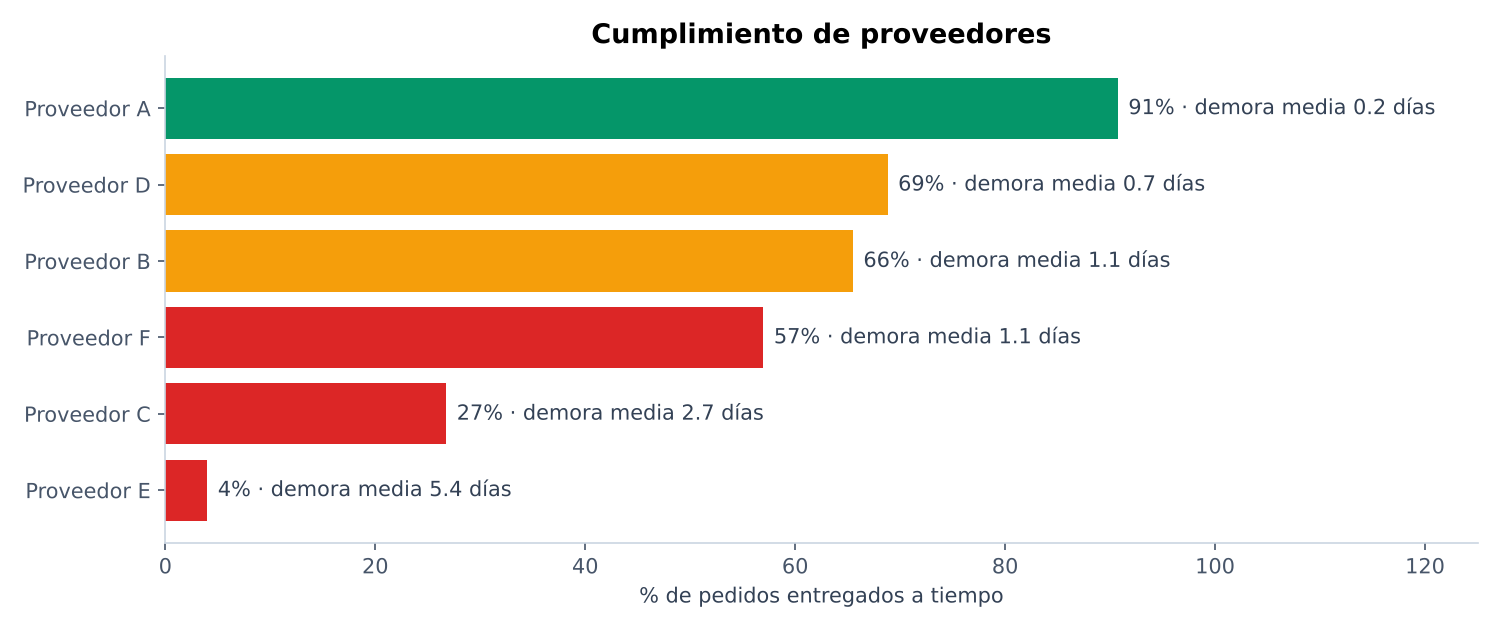 Cumplimiento de proveedores
Proveedor A 91% · demora media 0.2 días
Proveedor D 69% · demora media 0.7 días
Proveedor B 66% · demora media 1.1 días
Proveedor F 57% · demora media 1.1 días
Proveedor C 27% · demora media 2.7 días
Proveedor E 4% · demora media 5.4 días
0 20 40 60 80 100 120
% de pedidos entregados a tiempo